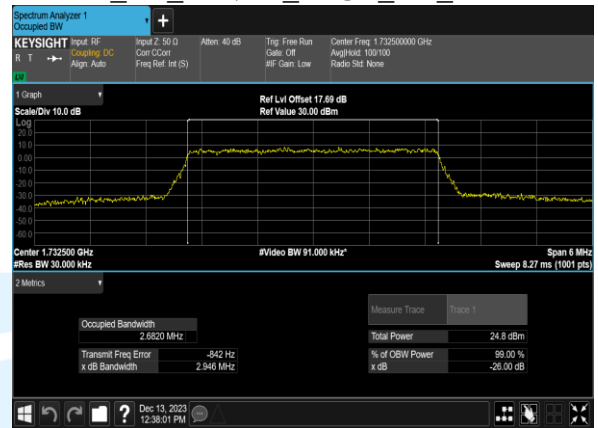 Spectrum Analyzer 1
Occupied BW
KEYSIGHT
R T
LV
Input: RF
Coupling: DC
Align: Auto
Input Z: 50 Ω
Corr CCorr
Freq Ref: Int (S)
Atten: 40 dB
Trig: Free Run
Gate: Off
#IF Gain: Low
Center Freq: 1.732500000 GHz
Avg|Hold: 100/100
Radio Std: None
1 Graph
Scale/Div 10.0 dB
Ref Lvl Offset 17.69 dB
Ref Value 30.00 dBm
Log
20.0
10.0
0.00
-10.0
-20.0
-30.0
-40.0
-50.0
-60.0
Center 1.732500 GHz
#Res BW 30.000 kHz
#Video BW 91.000 kHz*
Span 6 MHz
Sweep 8.27 ms (1001 pts)
2 Metrics
Measure Trace
Trace 1
Occupied Bandwidth
2.6820 MHz
Total Power 24.8 dBm
Transmit Freq Error -842 Hz
% of OBW Power 99.00 %
x dB Bandwidth 2.946 MHz
x dB -26.00 dB
?
Dec 13, 2023
12:38:01 PM